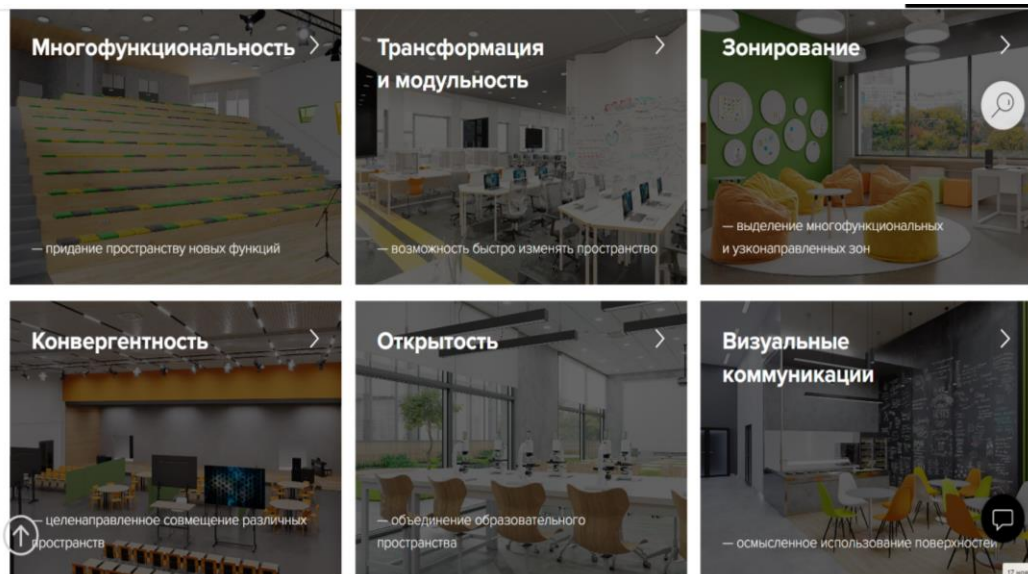 Многофункциональность
— придание пространству новых функций
Трансформация
и модульность
— возможность быстро изменять пространство
Зонирование
— выделение многофункциональных
и узконаправленных зон
Конвергентность
— целенаправленное совмещение различных
пространств
Открытость
— объединение образовательного
пространства
Визуальные
коммуникации
— осмысленное использование поверхностей